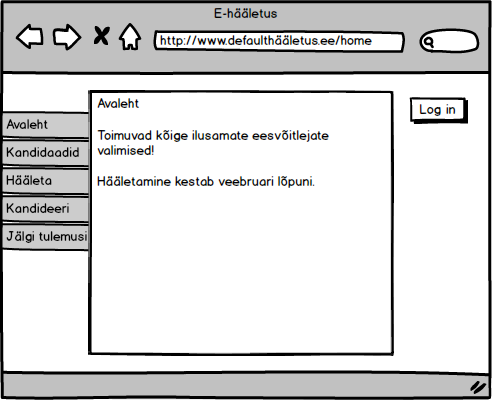 E-hääletus
http://www.defaulthääletus.ee/home
Avaleht
Kandidaadid
Hääleta
Kandideeri
Jälgi tulemusi
Avaleht
Toimuvad kõige ilusamate eesvõitlejate
valimised!
Hääletamine kestab veebruari lõpuni.
Log in